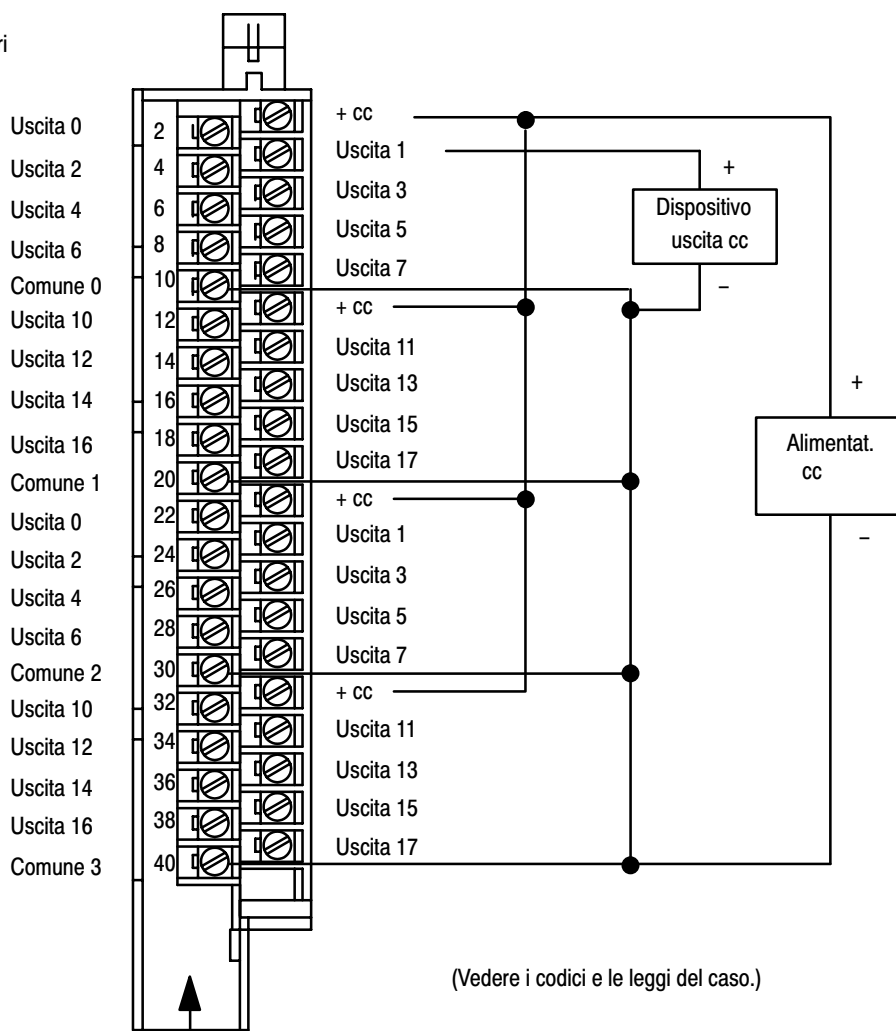 ri
Uscita 0
Uscita 2
Uscita 4
Uscita 6
Comune 0
Uscita 10
Uscita 12
Uscita 14
Uscita 16
Comune 1
Uscita 0
Uscita 2
Uscita 4
Uscita 6
Comune 2
Uscita 10
Uscita 12
Uscita 14
Uscita 16
Comune 3
2
4
6
8
10
12
14
16
18
20
22
24
26
28
30
32
34
36
38
40
+ cc
Uscita 1
Uscita 3
Uscita 5
Uscita 7
+ cc
Uscita 11
Uscita 13
Uscita 15
Uscita 17
+ cc
Uscita 1
Uscita 3
Uscita 5
Uscita 7
+ cc
Uscita 11
Uscita 13
Uscita 15
Uscita 17
+
Dispositivo
uscita cc
–
+
Alimentat.
cc
–
(Vedere i codici e le leggi del caso.)